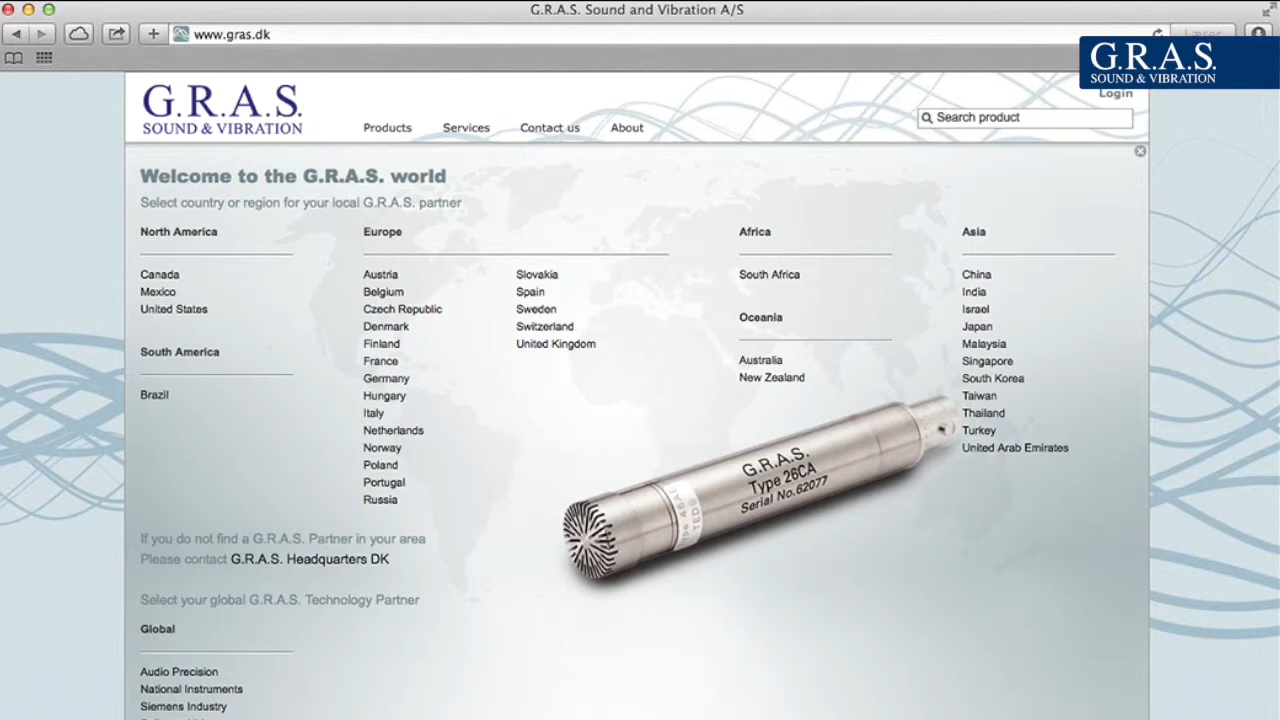 G.R.A.S. Sound and Vibration A/S
www.gras.dk
Læser
G.R.A.S.
SOUND & VIBRATION
Login
G.R.A.S.
SOUND & VIBRATION
Products
Services
Contact us
About
Search product
Welcome to the G.R.A.S. world
Select country or region for your local G.R.A.S. partner
North America
Canada
Mexico
United States
South America
Brazil
Europe
Austria
Belgium
Czech Republic
Denmark
Finland
France
Germany
Hungary
Italy
Netherlands
Norway
Poland
Portugal
Russia
Slovakia
Spain
Sweden
Switzerland
United Kingdom
Africa
South Africa
Oceania
Australia
New Zealand
Asia
China
India
Israel
Japan
Malaysia
Singapore
South Korea
Taiwan
Thailand
Turkey
United Arab Emirates
G.R.A.S.
Type 26CA
Serial No.62077
TEDS
If you do not find a G.R.A.S. Partner in your area
Please contact G.R.A.S. Headquarters DK
Select your global G.R.A.S. Technology Partner
Global
Audio Precision
National Instruments
Siemens Industry